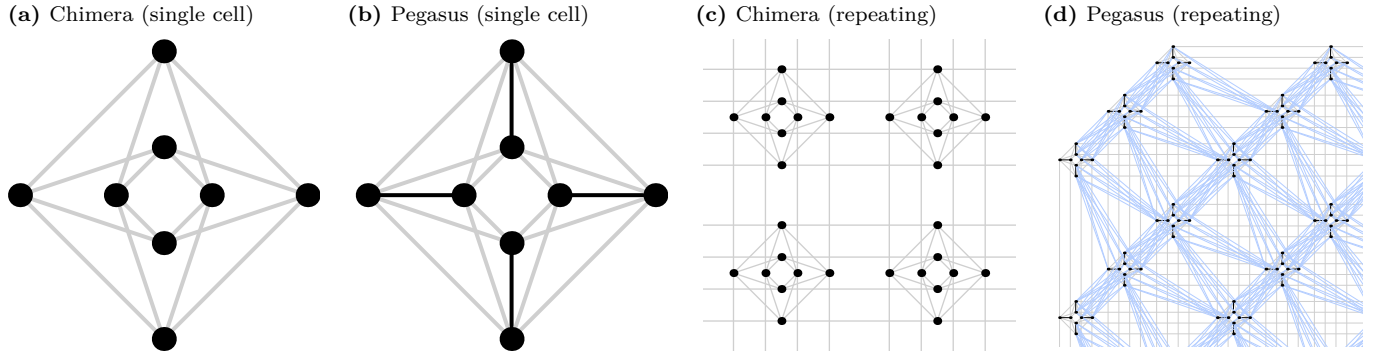 (a) Chimera (single cell)
(b) Pegasus (single cell)
(c) Chimera (repeating)
(d) Pegasus (repeating)